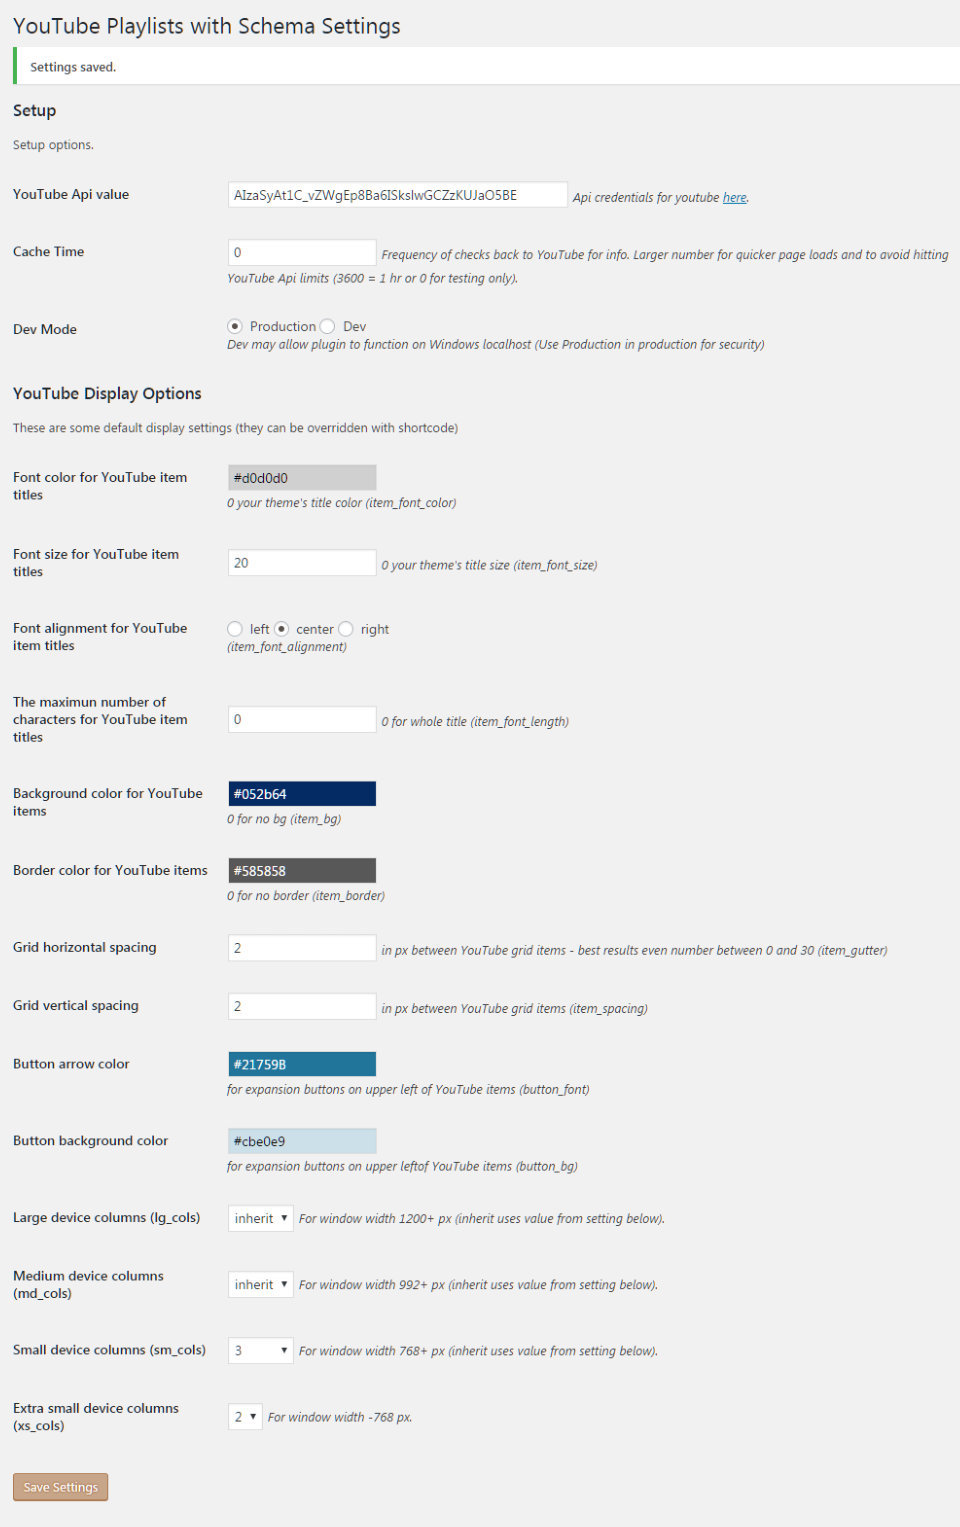 YouTube Playlists with Schema Settings
Settings saved.
Setup
Setup options.
YouTube Api value
AIzaSyAt1C_vZWgEp8Ba6ISkslwGCZzKUJaO5BE Api credentials for youtube here.
Cache Time
0 Frequency of checks back to YouTube for info. Larger number for quicker page loads and to avoid hitting
YouTube Api limits (3600 = 1 hr or 0 for testing only).
Dev Mode
Production Dev
Dev may allow plugin to function on Windows localhost (Use Production in production for security)
YouTube Display Options
These are some default display settings (they can be overridden with shortcode)
Font color for YouTube item
titles
#d0d0d0
0 your theme's title color (item_font_color)
Font size for YouTube item
titles
20 0 your theme's title size (item_font_size)
Font alignment for YouTube
item titles
left center right
(item_font_alignment)
The maximun number of
characters for YouTube item
titles
0 0 for whole title (item_font_length)
Background color for YouTube
items
#052b64
0 for no bg (item_bg)
Border color for YouTube items
#585858
0 for no border (item_border)
Grid horizontal spacing
2 in px between YouTube grid items - best results even number between 0 and 30 (item_gutter)
Grid vertical spacing
2 in px between YouTube grid items (item_spacing)
Button arrow color
#21759B
for expansion buttons on upper left of YouTube items (button_font)
Button background color
#cbe0e9
for expansion buttons on upper leftof YouTube items (button_bg)
Large device columns (lg_cols)
inherit For window width 1200+ px (inherit uses value from setting below).
Medium device columns
(md_cols)
inherit For window width 992+ px (inherit uses value from setting below).
Small device columns (sm_cols)
3 For window width 768+ px (inherit uses value from setting below).
Extra small device columns
(xs_cols)
2 For window width -768 px.
Save Settings